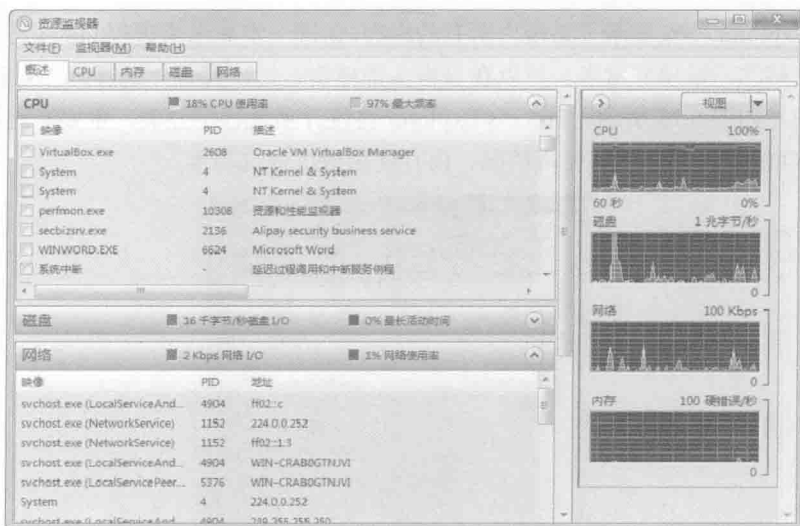 资源监视器
文件(F) 监视器(M) 帮助(H)
概述 CPU 内存 磁盘 网络
CPU 18% CPU 使用率 97% 最大频率
映像 PID 描述
VirtualBox.exe 2608 Oracle VM VirtualBox Manager
System 4 NT Kernel & System
System 4 NT Kernel & System
perfmon.exe 10308 资源和性能监视器
secbizsrv.exe 2136 Alipay security business service
WINWORD.EXE 6624 Microsoft Word
系统中断 - 延迟过程调用和中断服务例程
磁盘 16 千字节/秒磁盘 I/O 0% 最长活动时间
网络 2 Kbps 网络 I/O 1% 网络使用率
映像 PID 地址
svchost.exe (LocalServiceAnd... 4904 ff02::c
svchost.exe (NetworkService) 1152 224.0.0.252
svchost.exe (NetworkService) 1152 ff02::1:3
svchost.exe (LocalServiceAnd... 4904 WIN-CRAB0GTNJVI
svchost.exe (LocalServicePeer... 5376 WIN-CRAB0GTNJVI
System 4 224.0.0.252
svchost.exe (LocalServiceAnd... 4904 239.255.255.250
视图
CPU 100%
60 秒 0%
磁盘 1 兆字节/秒
0
网络 100 Kbps
0
内存 100 硬错误/秒
0